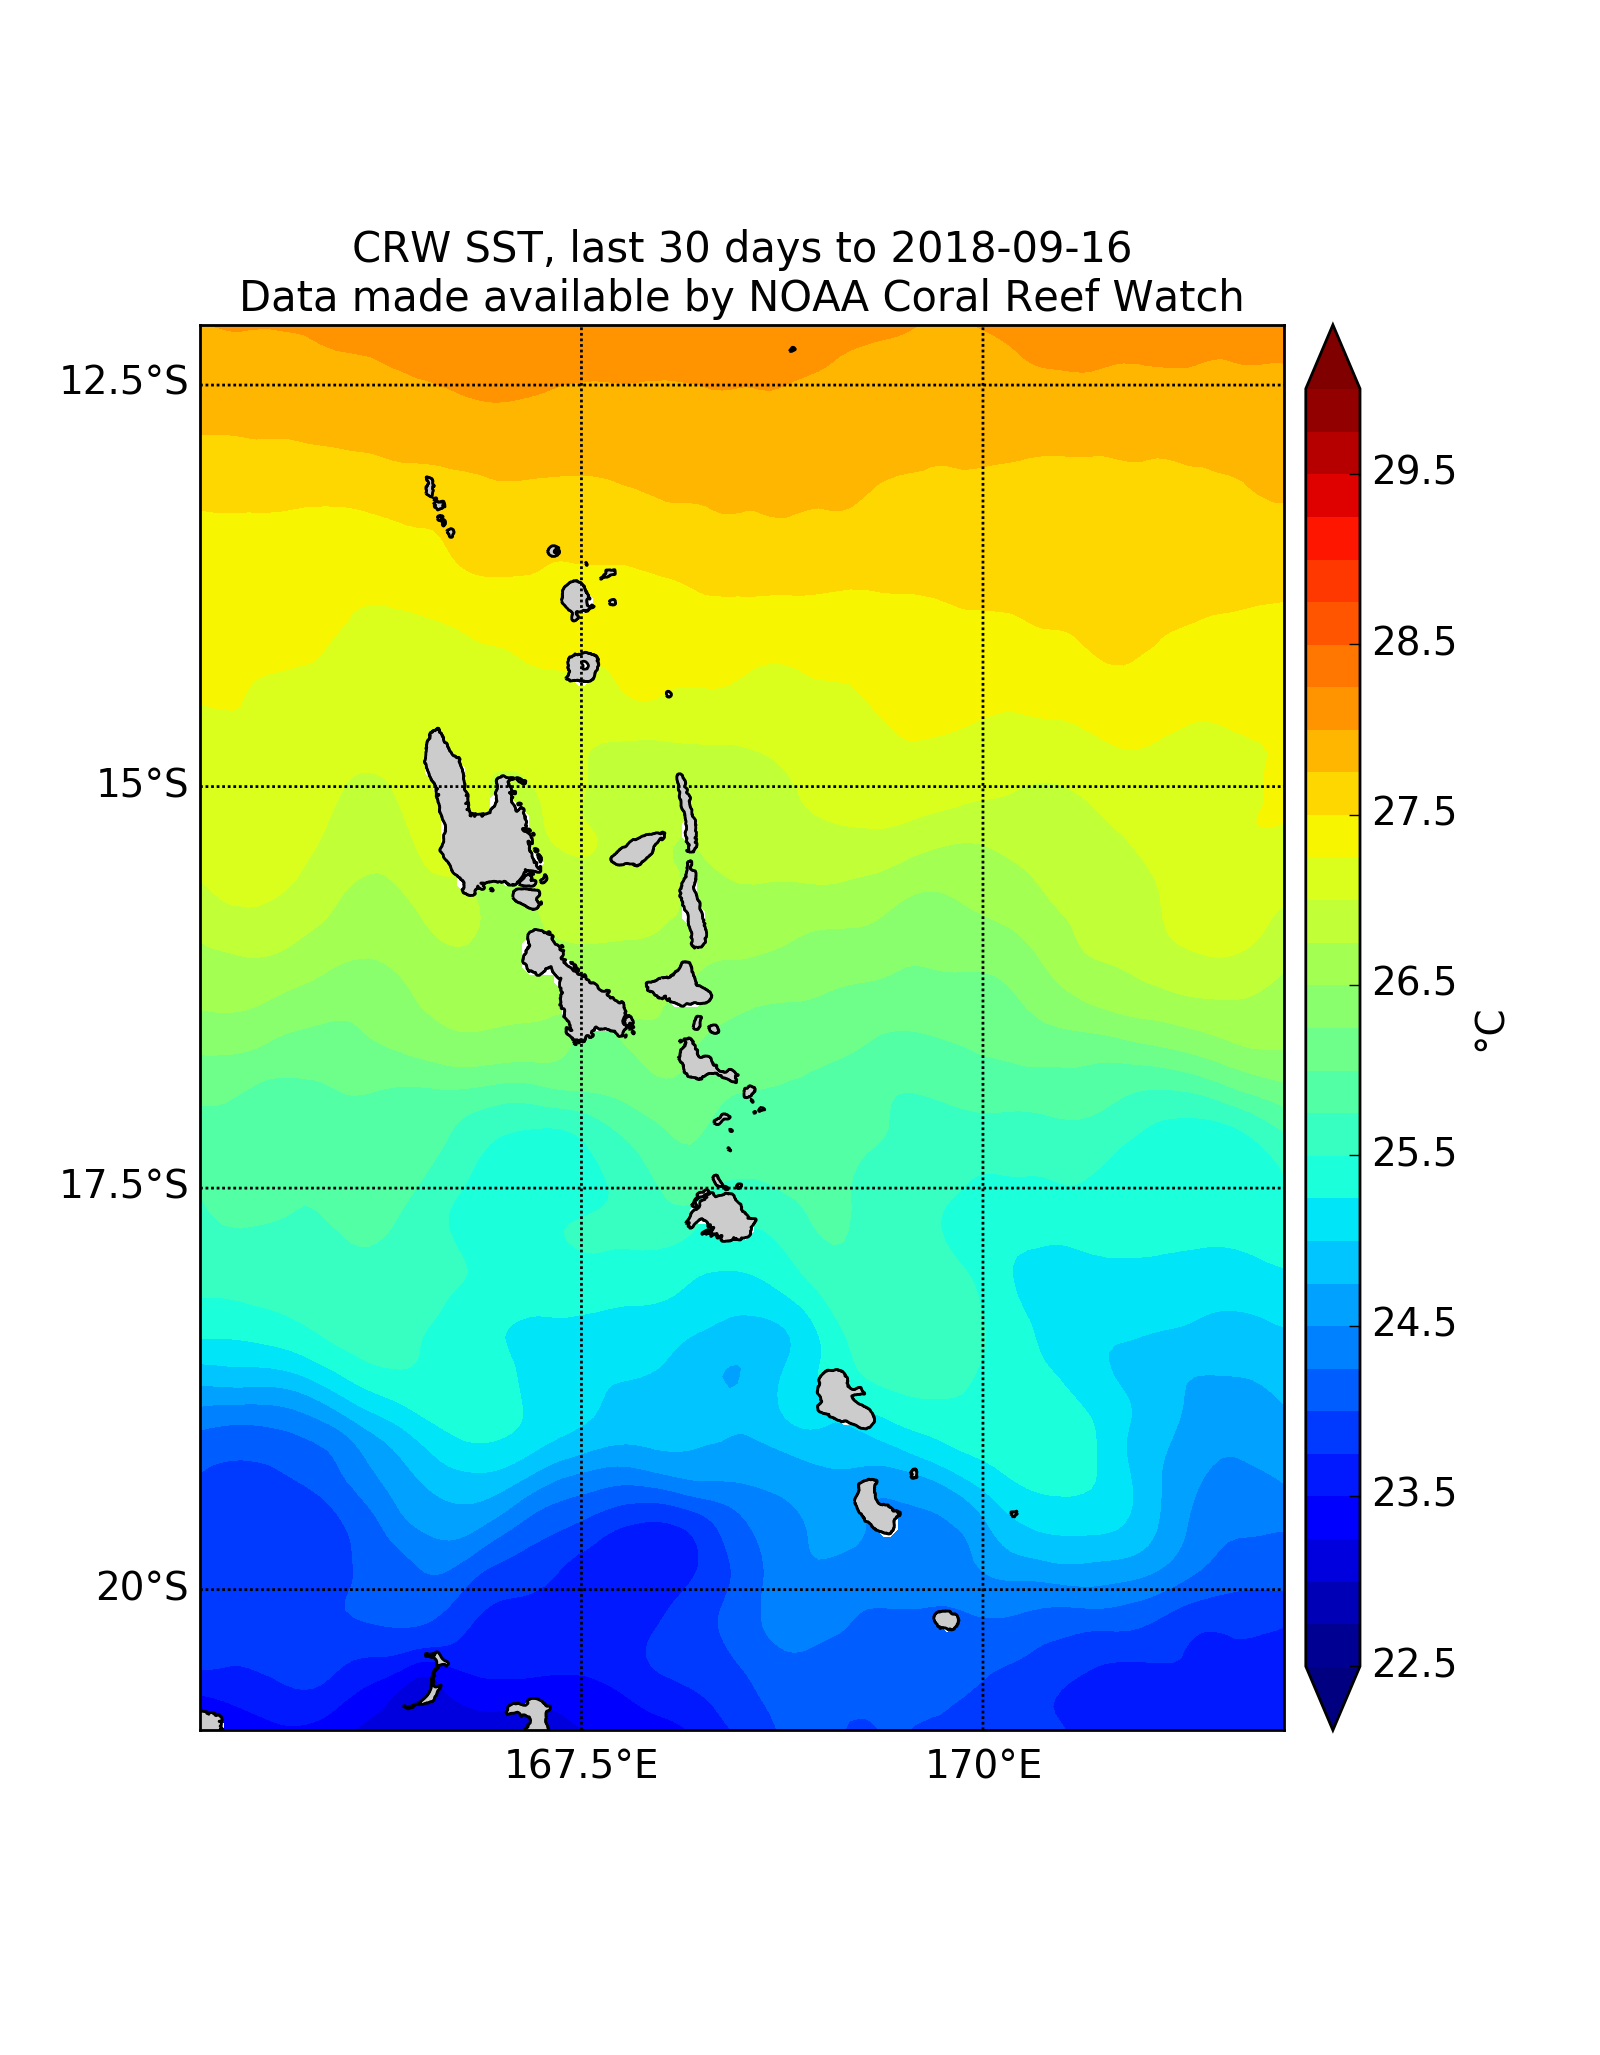 CRW SST, last 30 days to 2018-09-16
Data made available by NOAA Coral Reef Watch
12.5°S
15°S
17.5°S
20°S
167.5°E
170°E
29.5
28.5
27.5
26.5
25.5
24.5
23.5
22.5
°C